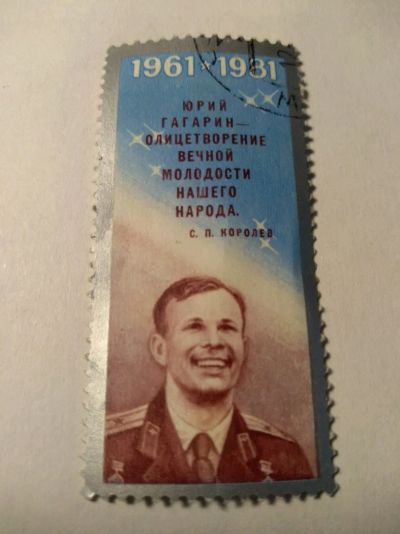 1961 ★ 1981
ЮРИЙ
ГАГАРИН—
ОЛИЦЕТВОРЕНИЕ
ВЕЧНОЙ
МОЛОДОСТИ
НАШЕГО
НАРОДА.
С. П. КОРОЛЕВ